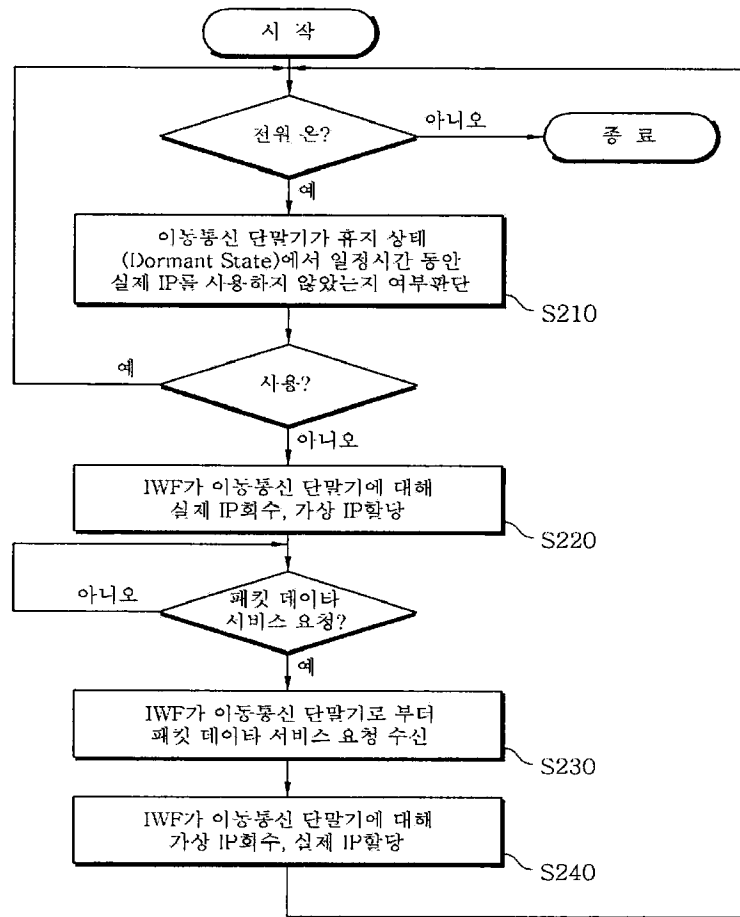 시 작
전원 온?
아니오
종 료
예
이동통신 단말기가 휴지 상태
(Dormant State)에서 일정시간 동안
실제 IP를 사용하지 않았는지 여부판단
S210
예
사용?
아니오
IWF가 이동통신 단말기에 대해
실제 IP회수, 가상 IP할당
S220
아니오
패킷 데이타
서비스 요청?
예
IWF가 이동통신 단말기로 부터
패킷 데이타 서비스 요청 수신
S230
IWF가 이동통신 단말기에 대해
가상 IP회수, 실제 IP할당
S240